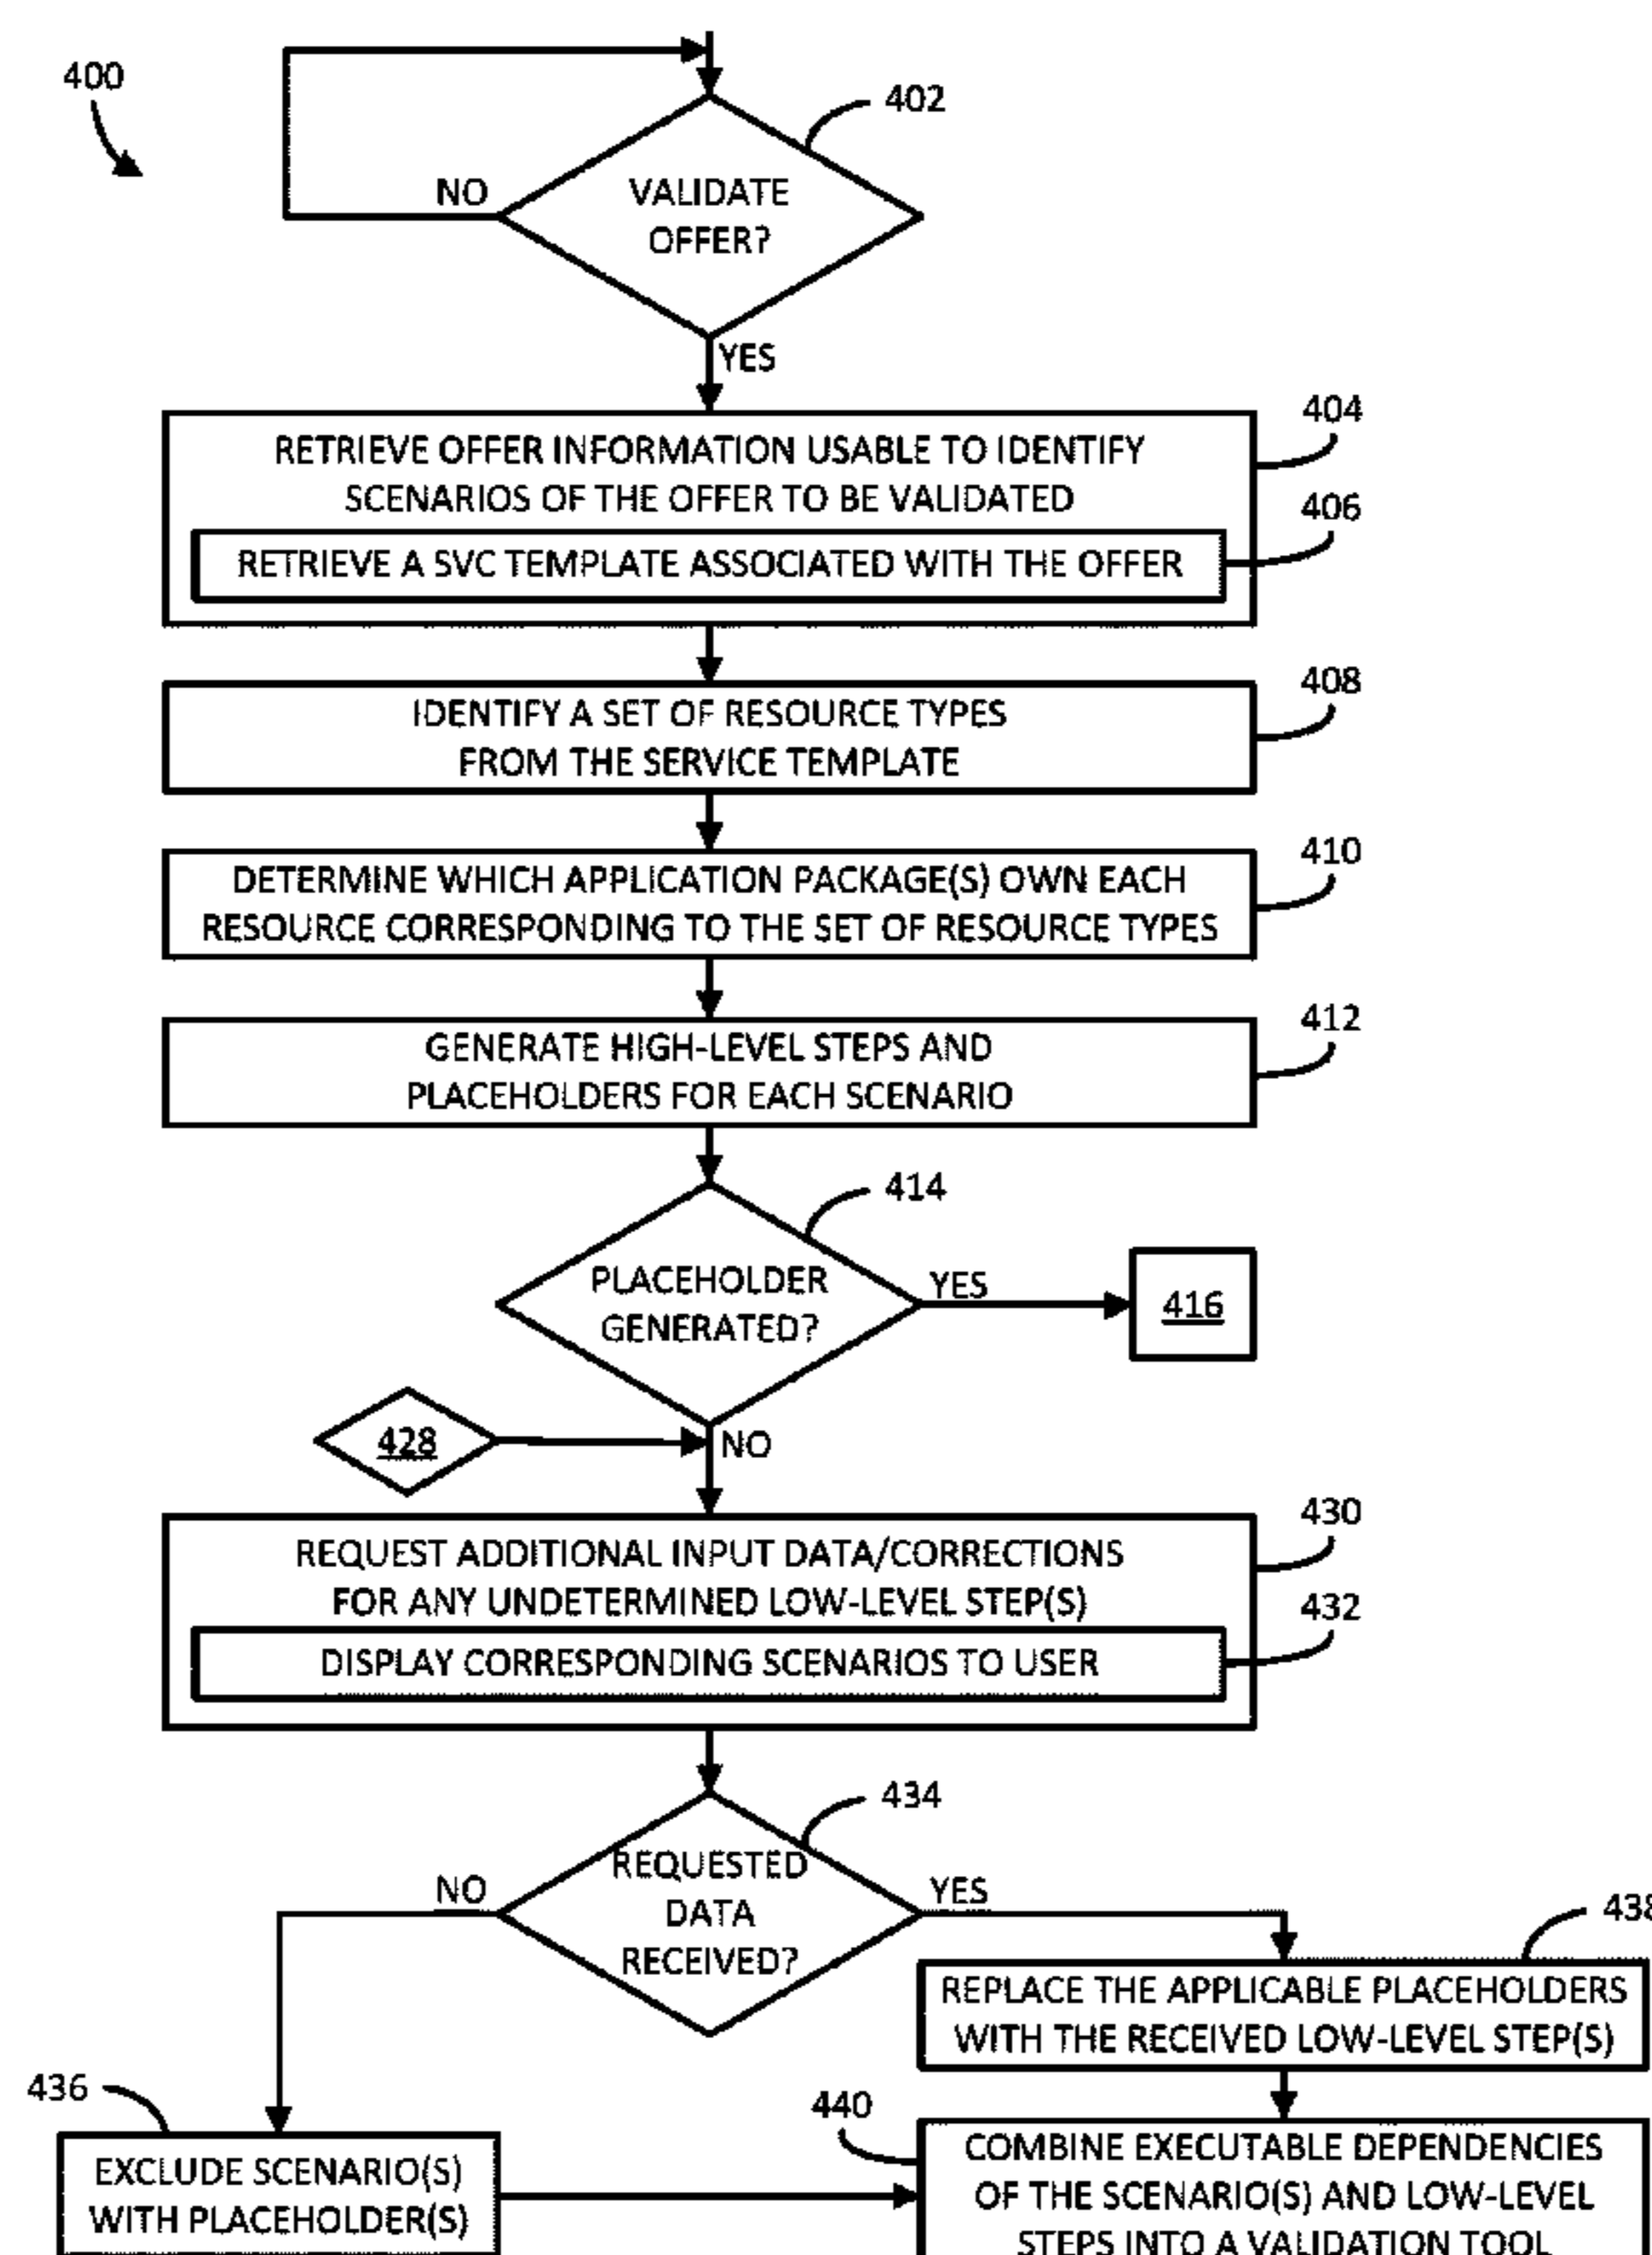 400
402
NO
VALIDATE
OFFER?
YES
404
RETRIEVE OFFER INFORMATION USABLE TO IDENTIFY
SCENARIOS OF THE OFFER TO BE VALIDATED
406
RETRIEVE A SVC TEMPLATE ASSOCIATED WITH THE OFFER
408
IDENTIFY A SET OF RESOURCE TYPES
FROM THE SERVICE TEMPLATE
410
DETERMINE WHICH APPLICATION PACKAGE(S) OWN EACH
RESOURCE CORRESPONDING TO THE SET OF RESOURCE TYPES
412
GENERATE HIGH-LEVEL STEPS AND
PLACEHOLDERS FOR EACH SCENARIO
414
PLACEHOLDER
GENERATED?
YES
416
428
NO
430
REQUEST ADDITIONAL INPUT DATA/CORRECTIONS
FOR ANY UNDETERMINED LOW-LEVEL STEP(S)
432
DISPLAY CORRESPONDING SCENARIOS TO USER
434
NO
REQUESTED
DATA
RECEIVED?
YES
438
REPLACE THE APPLICABLE PLACEHOLDERS
WITH THE RECEIVED LOW-LEVEL STEP(S)
436
EXCLUDE SCENARIO(S)
WITH PLACEHOLDER(S)
440
COMBINE EXECUTABLE DEPENDENCIES
OF THE SCENARIO(S) AND LOW-LEVEL
STEPS INTO A VALIDATION TOOL